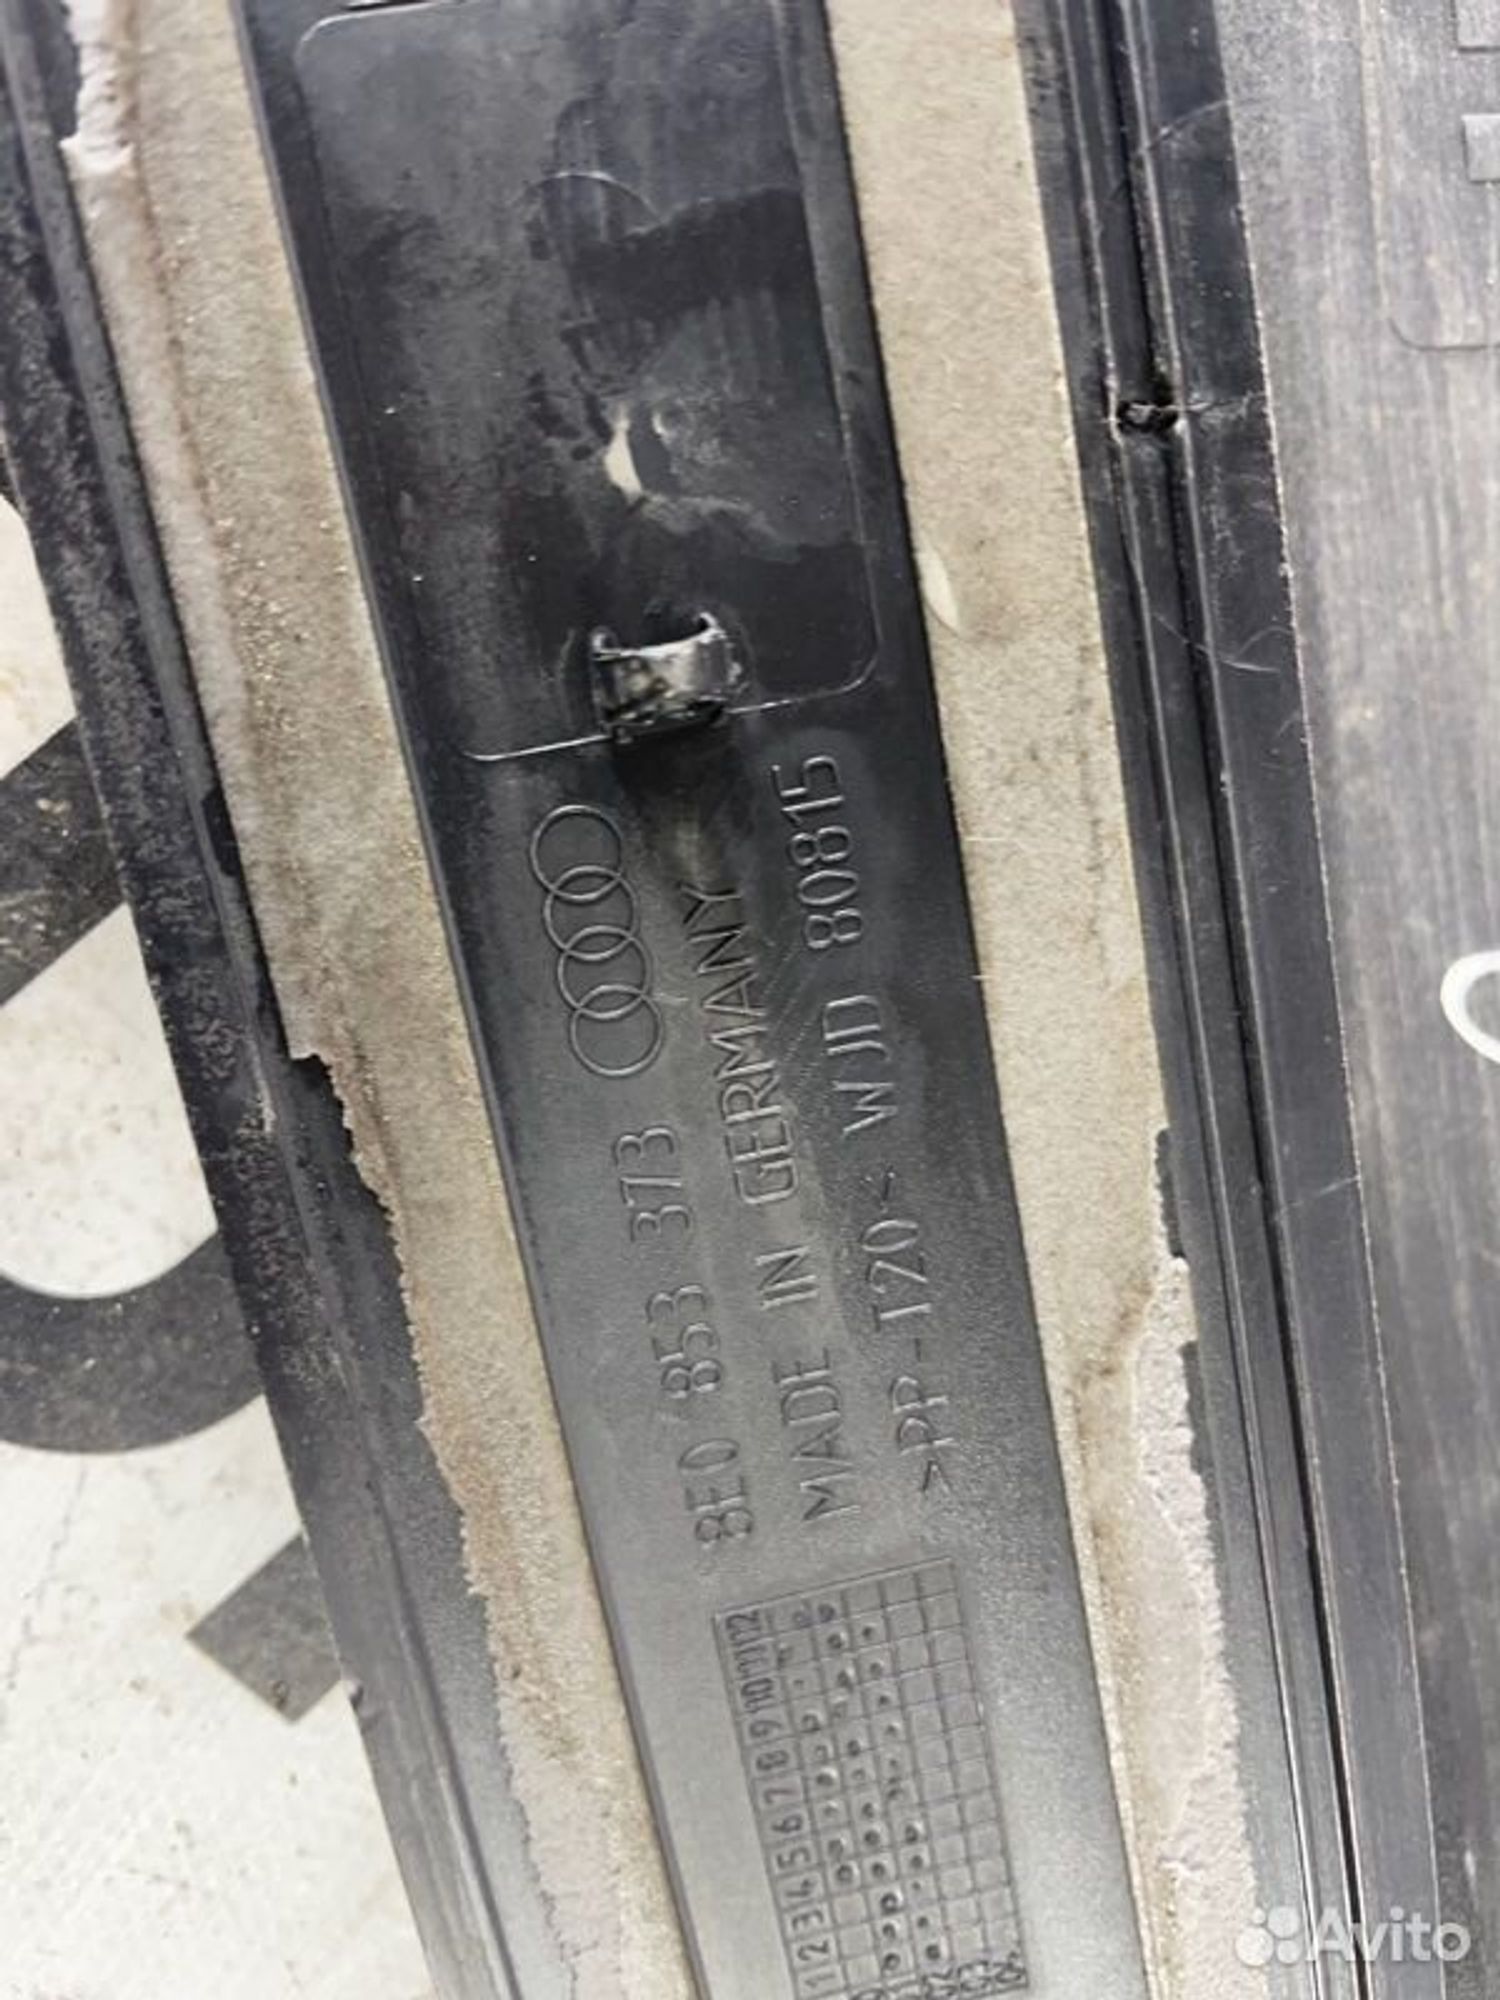 8E0 853 373
MADE IN GERMANY
>PP-T20< WJD 80815
1 2 3 4 5 6 7 8 9 10 11 12
Avito